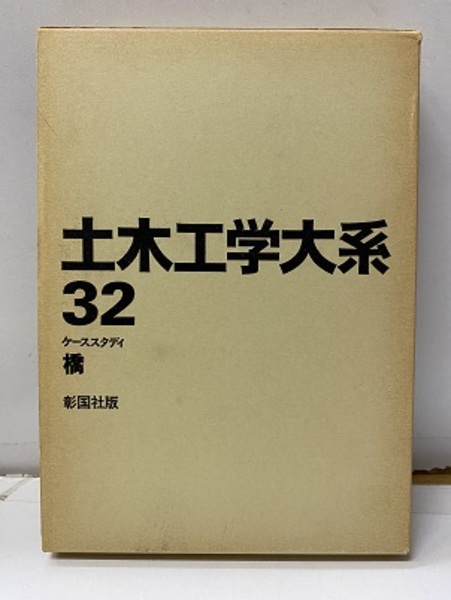 土木工学大系
32
ケーススタディ
橋
彰国社版